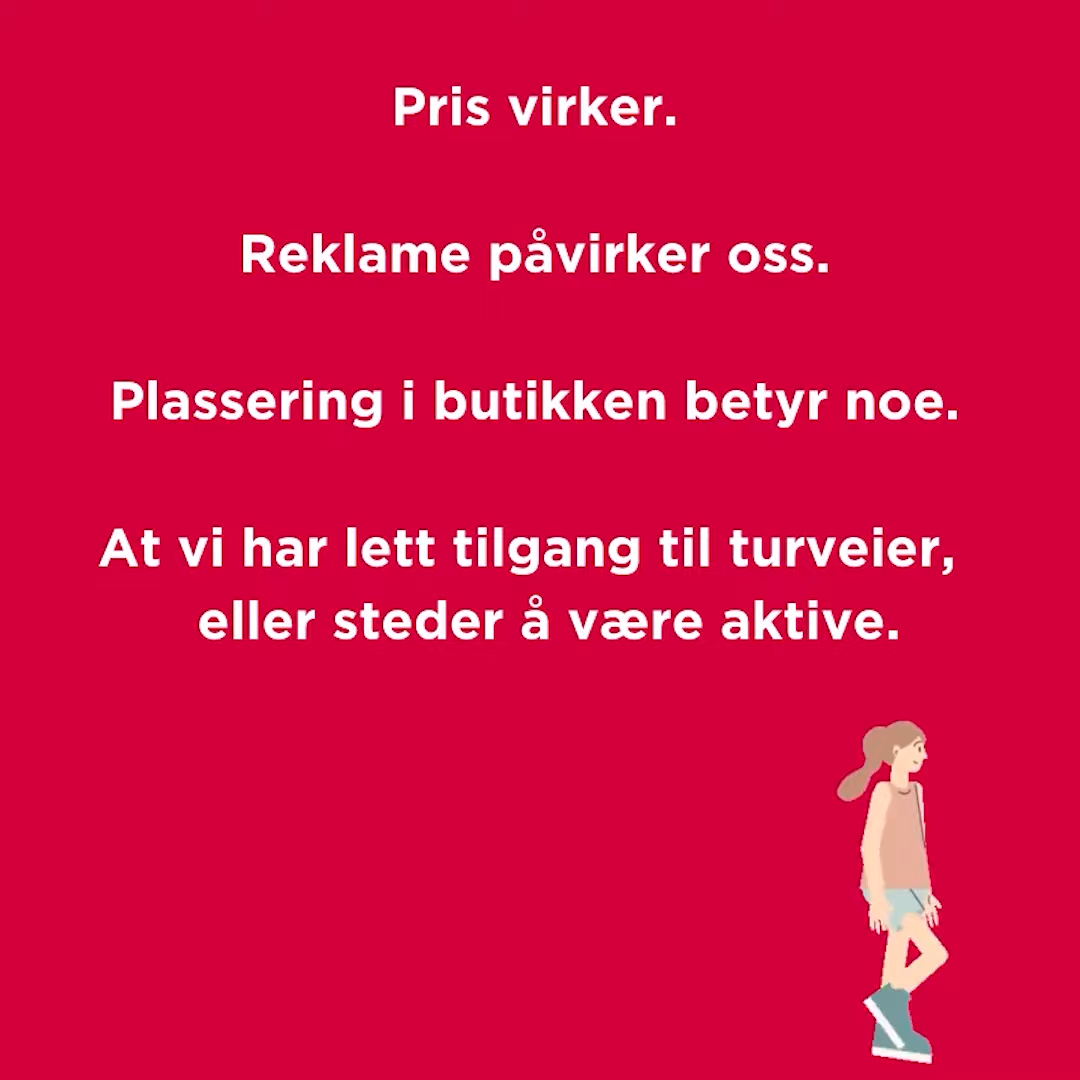 Pris virker.
Reklame påvirker oss.
Plassering i butikken betyr noe.
At vi har lett tilgang til turveier,
eller steder å være aktive.